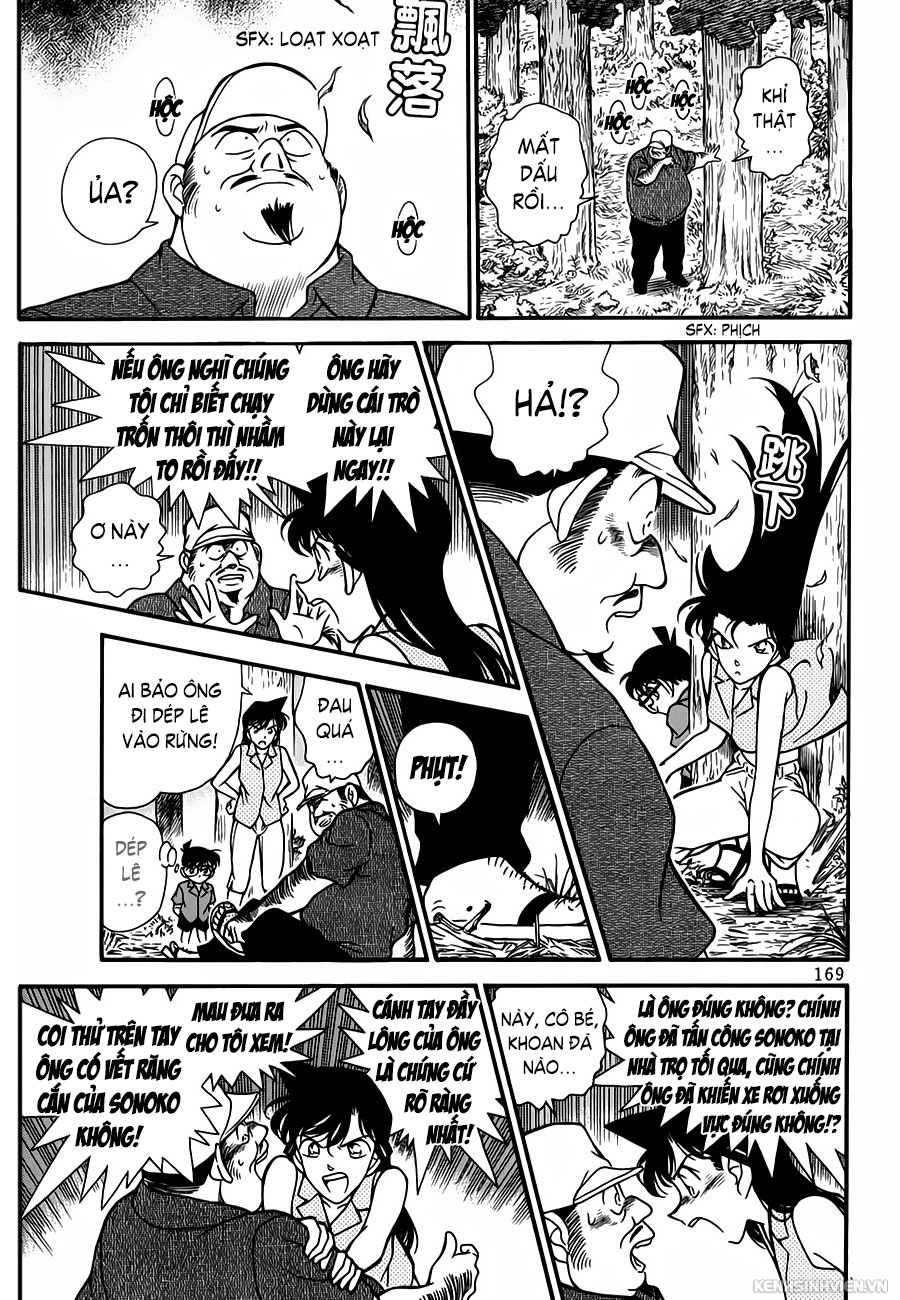 KHỈ
THẬT
...
MẤT
DẤU
RỒI...
HỘC
HỘC
HỘC
SFX: LOẠT XOẠT
飄落
HỘC
ỦA?
HỘC
SFX: PHỊCH
HẢ!?
跳下
ÔNG HÃY
DỪNG CÁI TRÒ
NÀY LẠI
NGAY!!
NẾU ÔNG NGHĨ CHÚNG
TÔI CHỈ BIẾT CHẠY
TRỐN THÔI THÌ NHẦM
TO RỒI ĐẤY!!
Ơ NÀY
...
PHỰT!
ĐAU
QUÁ
...
AI BẢO ÔNG
ĐI DÉP LÊ
VÀO RỪNG!
DÉP
LÊ
...?
169
LÀ ÔNG ĐÚNG KHÔNG? CHÍNH
ÔNG ĐÃ TẤN CÔNG SONOKO TẠI
NHÀ TRỌ TỐI QUA, CŨNG CHÍNH
ÔNG ĐÃ KHIẾN XE RƠI XUỐNG
VỰC ĐÚNG KHÔNG!?
NÀY, CÔ BÉ,
KHOAN ĐÃ
NÀO...
CÁNH TAY ĐẦY
LÔNG CỦA ÔNG
LÀ CHỨNG CỨ
RÕ RÀNG
NHẤT!
MAU ĐƯA RA
CHO TÔI XEM!
COI THỬ TRÊN TAY
ÔNG CÓ VẾT RĂNG
CẮN CỦA SONOKO
KHÔNG!
KENHSINHVIEN.VN